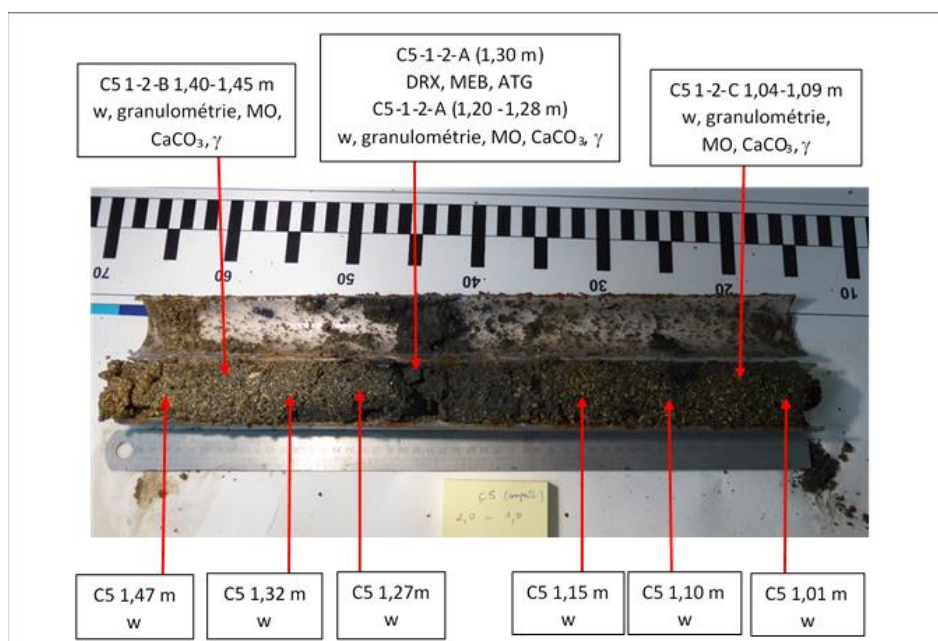 C5 1-2-B 1,40-1,45 m
w, granulométrie, MO,
CaCO₃, γ
C5-1-2-A (1,30 m)
DRX, MEB, ATG
C5-1-2-A (1,20 -1,28 m)
w, granulométrie, MO, CaCO₃, γ
C5 1-2-C 1,04-1,09 m
w, granulométrie,
MO, CaCO₃, γ
70 60 50 40 30 20 10
C5
2,0 – 1,0
C5 1,47 m
w
C5 1,32 m
w
C5 1,27m
w
C5 1,15 m
w
C5 1,10 m
w
C5 1,01 m
w